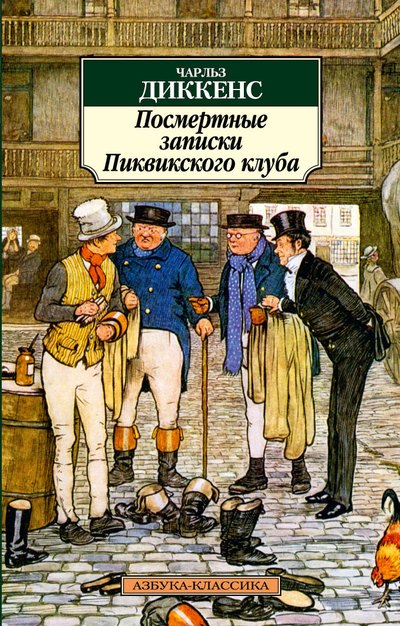 ЧАРЛЬЗ
ДИККЕНС
Посмертные
записки
Пиквикского клуба
АЗБУКА-КЛАССИКА